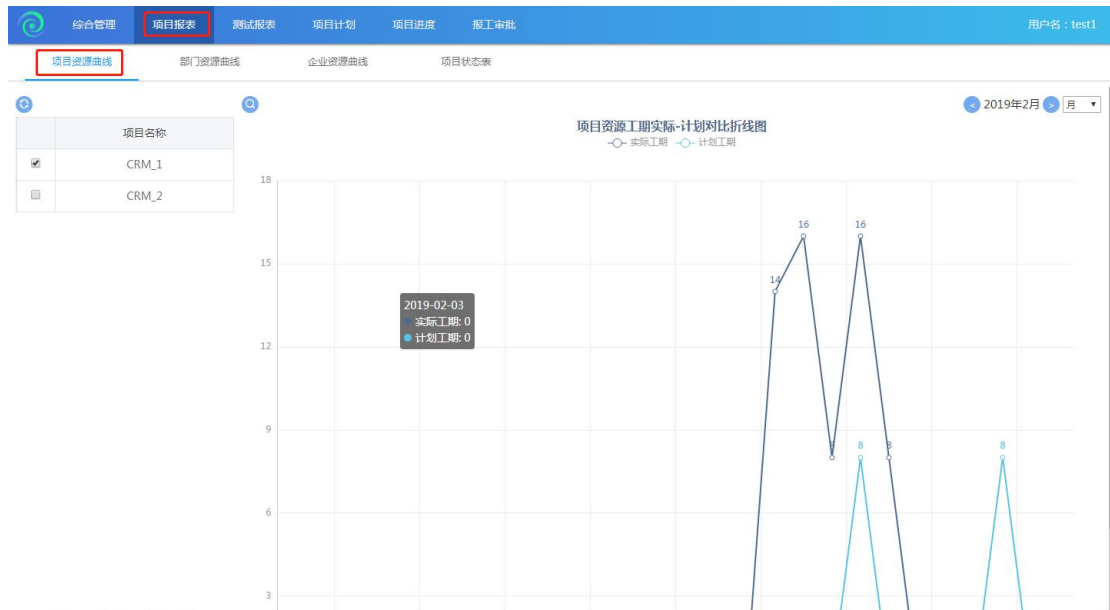 综合管理 项目报表 测试报表 项目计划 项目进度 报工审批 用户名：test1
项目资源曲线 部门资源曲线 企业资源曲线 项目状态表
< 2019年2月 > 月
项目名称
CRM_1
CRM_2
项目资源工期实际-计划对比折线图
实际工期 计划工期
18
16 16
15
14
2019-02-03
实际工期: 0
计划工期: 0
12
9
8 8 8 8
6
3